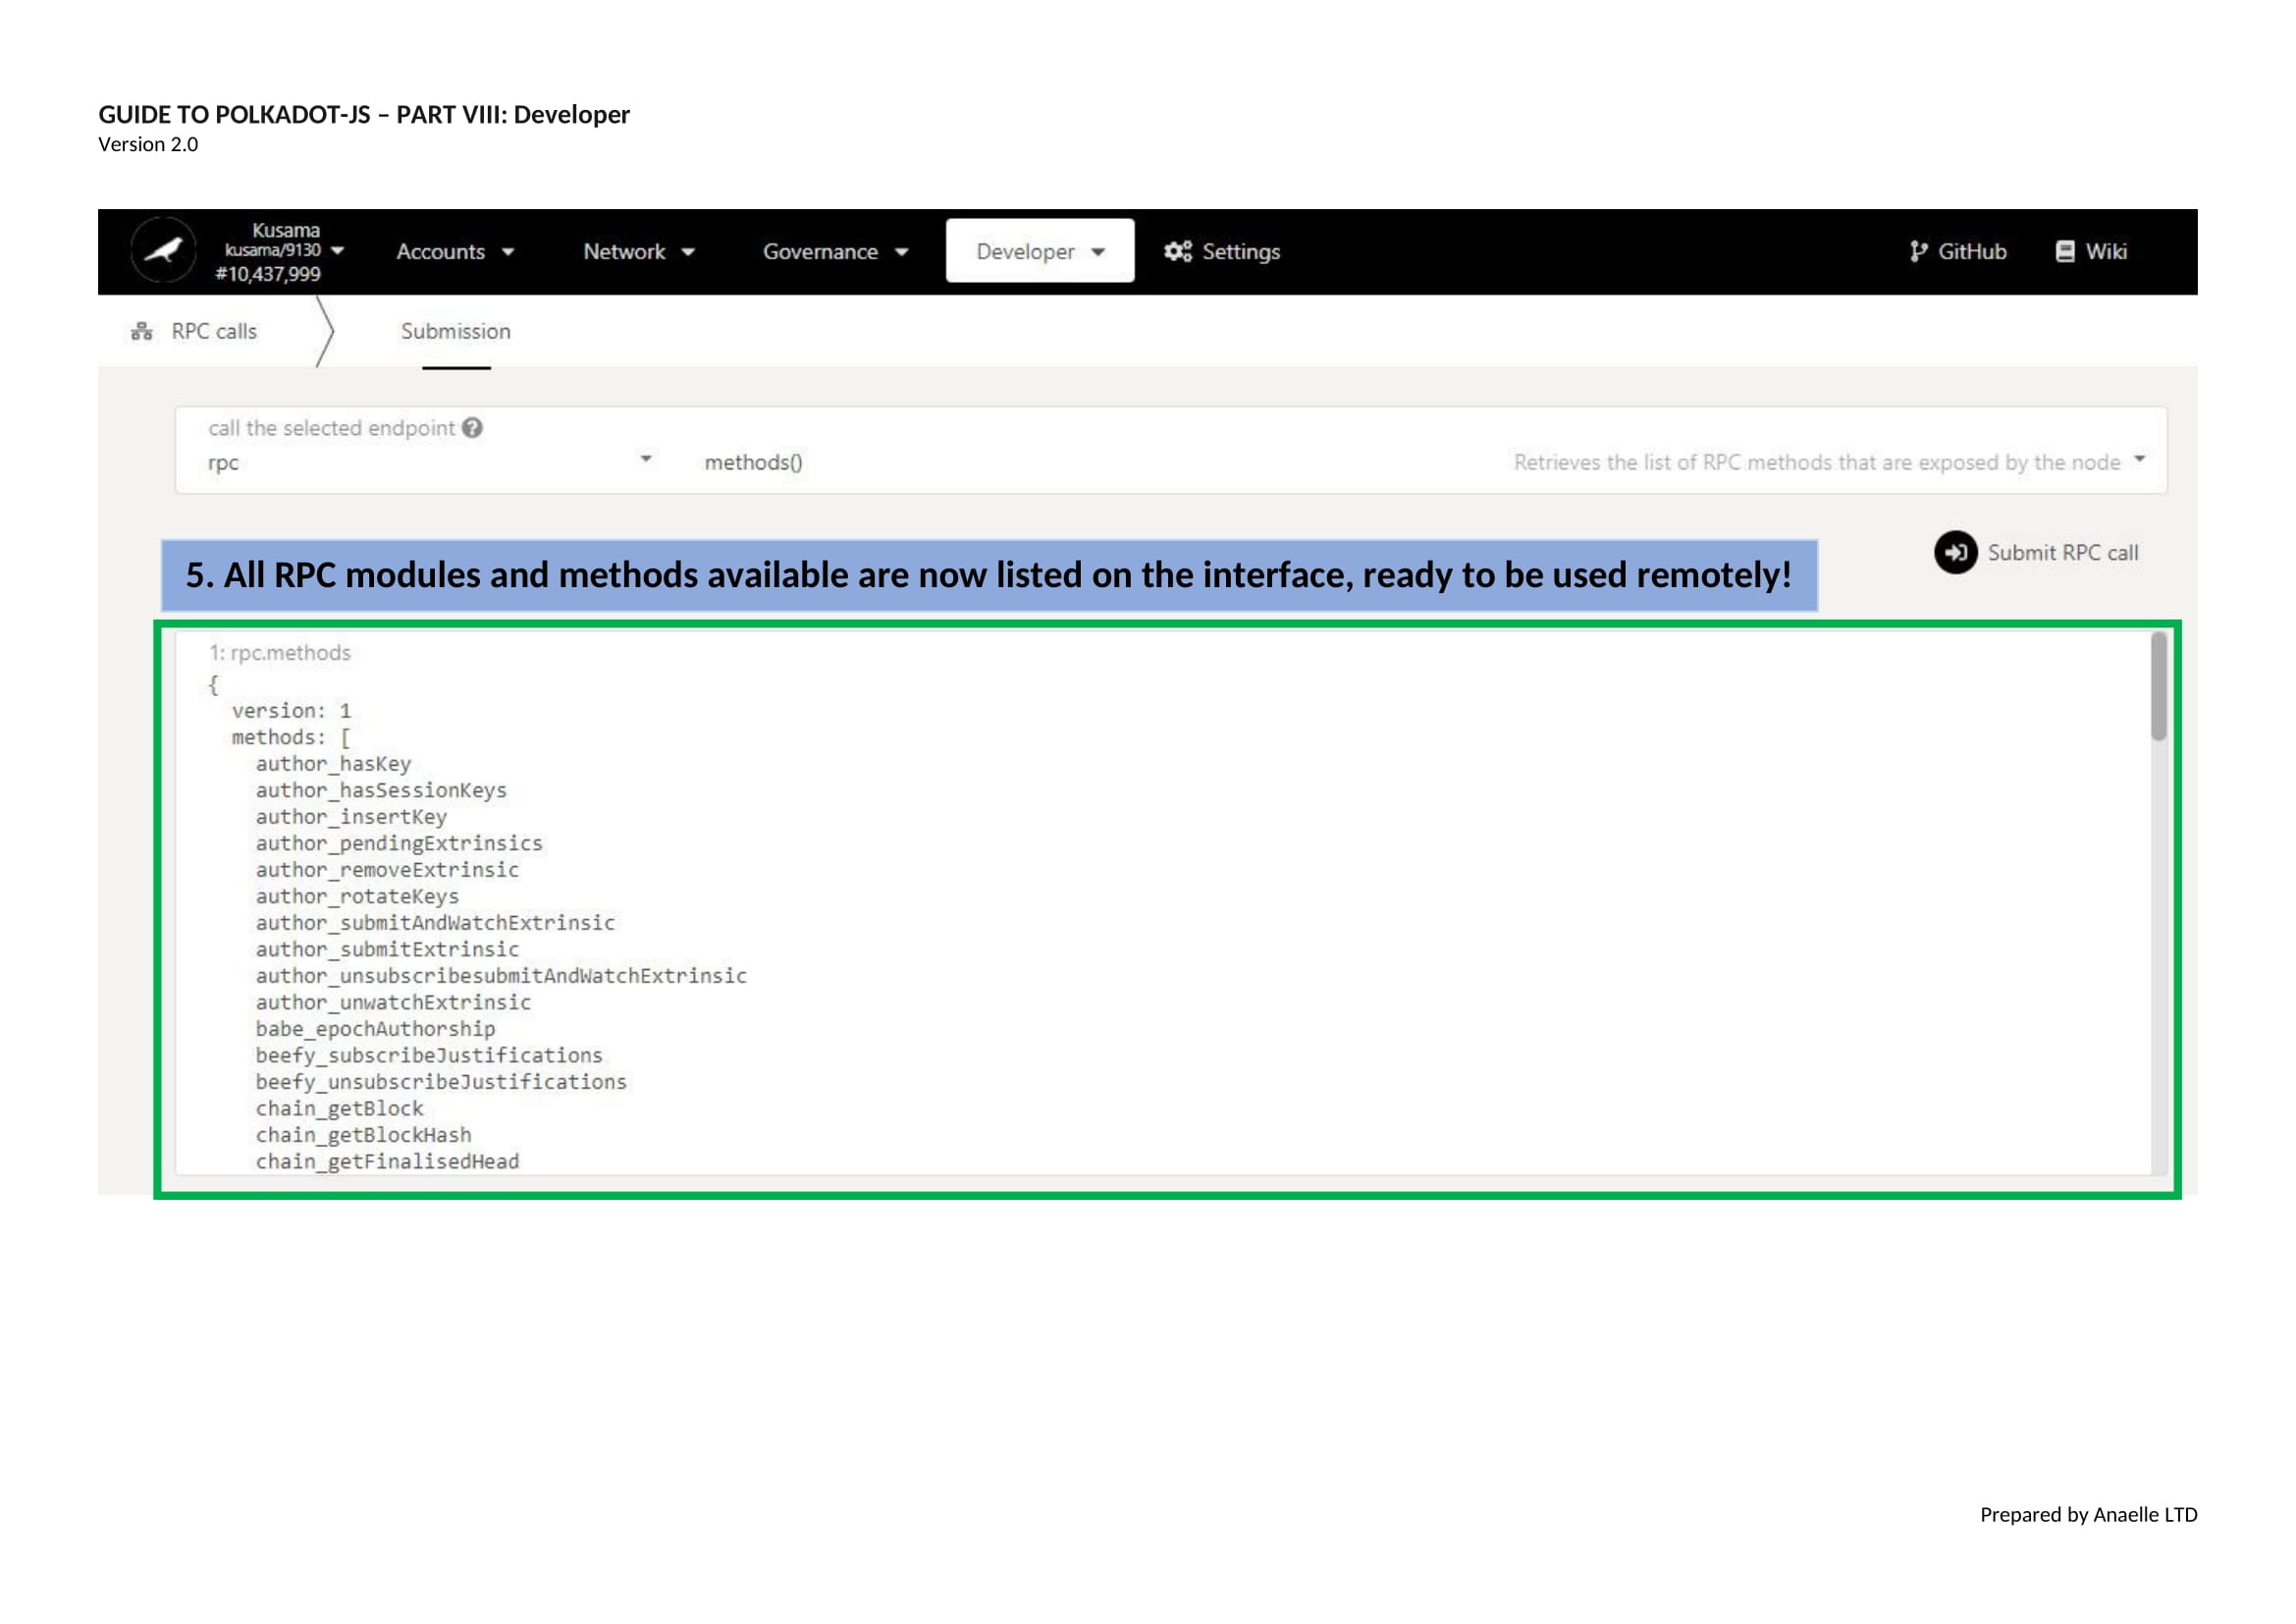 GUIDE TO POLKADOT-JS – PART VIII: Developer
Version 2.0
Kusama
kusama/9130
#10,437,999
Accounts
Network
Governance
Developer
Settings
GitHub
Wiki
RPC calls
Submission
call the selected endpoint
rpc
methods()
Retrieves the list of RPC methods that are exposed by the node
Submit RPC call
5. All RPC modules and methods available are now listed on the interface, ready to be used remotely!
1: rpc.methods
{
version: 1
methods: [
author_hasKey
author_hasSessionKeys
author_insertKey
author_pendingExtrinsics
author_removeExtrinsic
author_rotateKeys
author_submitAndWatchExtrinsic
author_submitExtrinsic
author_unsubscribesubmitAndWatchExtrinsic
author_unwatchExtrinsic
babe_epochAuthorship
beefy_subscribeJustifications
beefy_unsubscribeJustifications
chain_getBlock
chain_getBlockHash
chain_getFinalisedHead
Prepared by Anaelle LTD